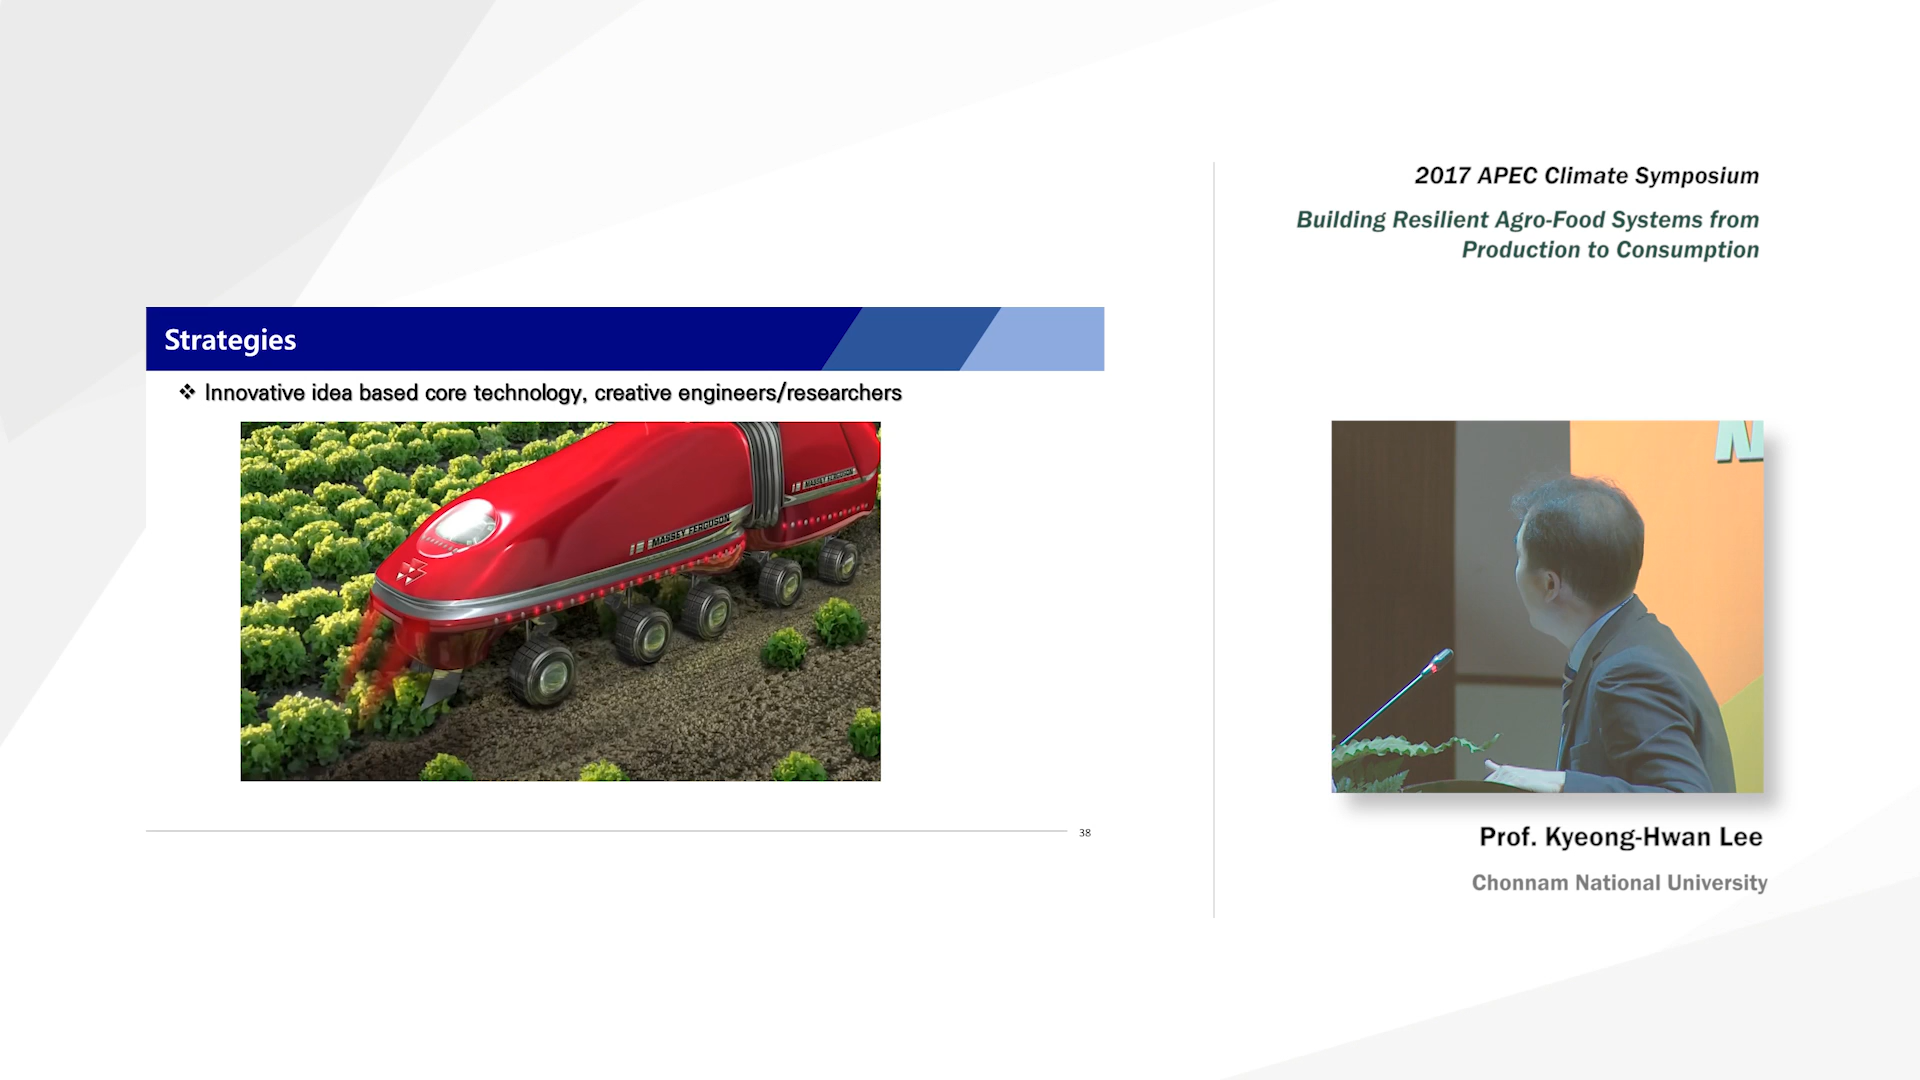 2017 APEC Climate Symposium
Building Resilient Agro-Food Systems from
Production to Consumption
Strategies
❖ Innovative idea based core technology, creative engineers/researchers
MASSEY FERGUSON
MASSEY FERGUSON
38
N
Prof. Kyeong-Hwan Lee
Chonnam National University